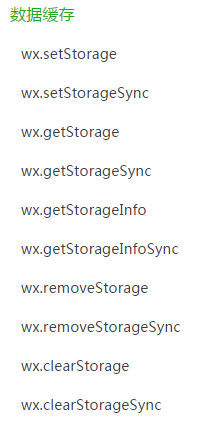 数据缓存
wx.setStorage
wx.setStorageSync
wx.getStorage
wx.getStorageSync
wx.getStorageInfo
wx.getStorageInfoSync
wx.removeStorage
wx.removeStorageSync
wx.clearStorage
wx.clearStorageSync